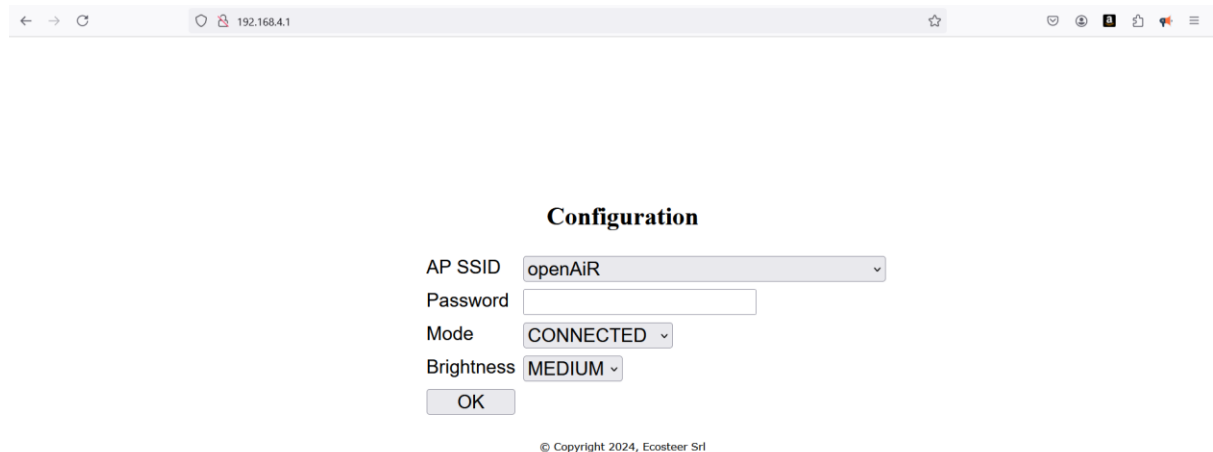 192.168.4.1
Configuration
AP SSID openAiR
Password
Mode CONNECTED
Brightness MEDIUM
OK
© Copyright 2024, Ecosteer Srl